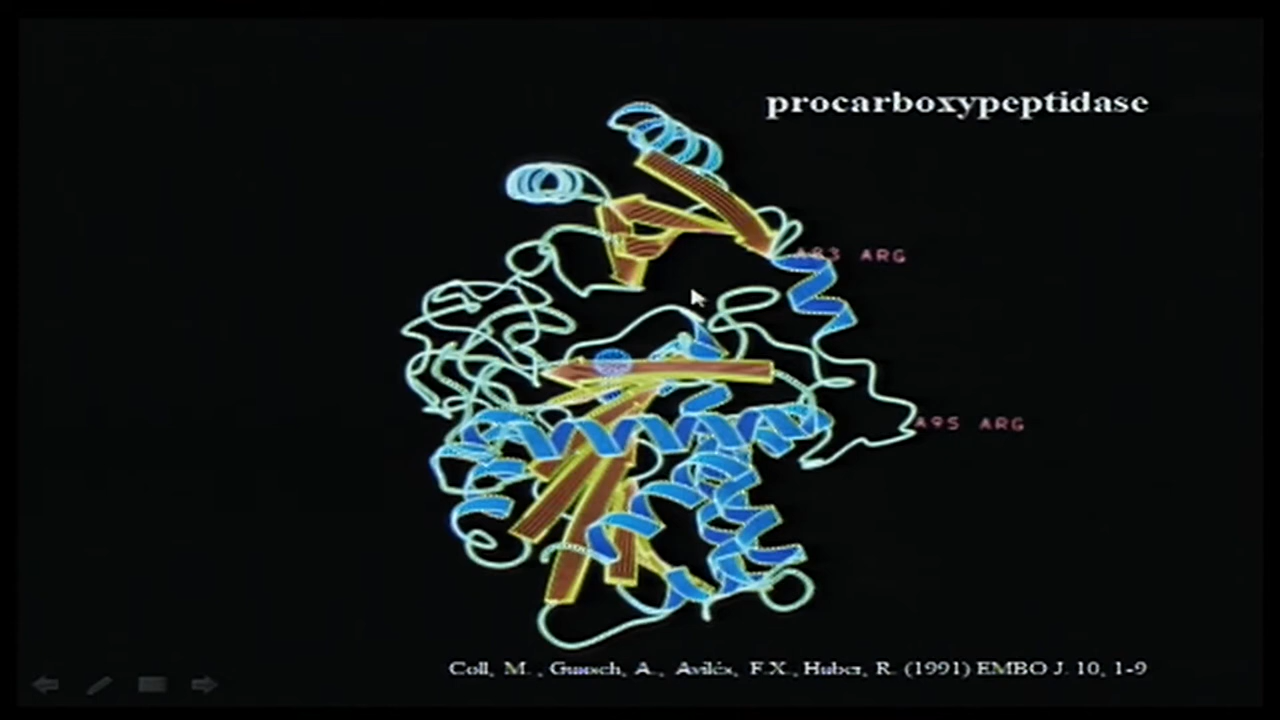 procarboxypeptidase
A83 ARG
A95 ARG
Coll, M. , Guasch, A., Avilés, F.X., Huber, R. (1991) EMBO J. 10, 1-9